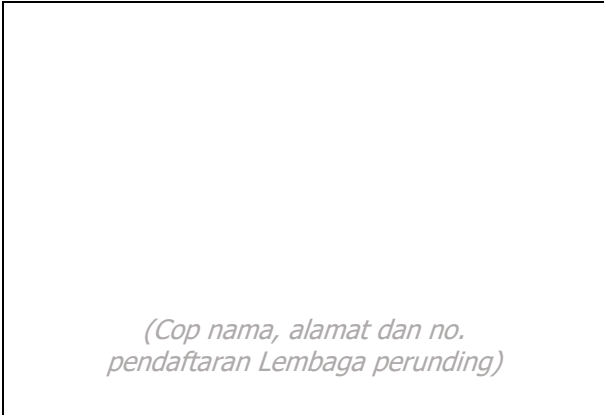 (Cop nama, alamat dan no.
pendaftaran Lembaga perunding)